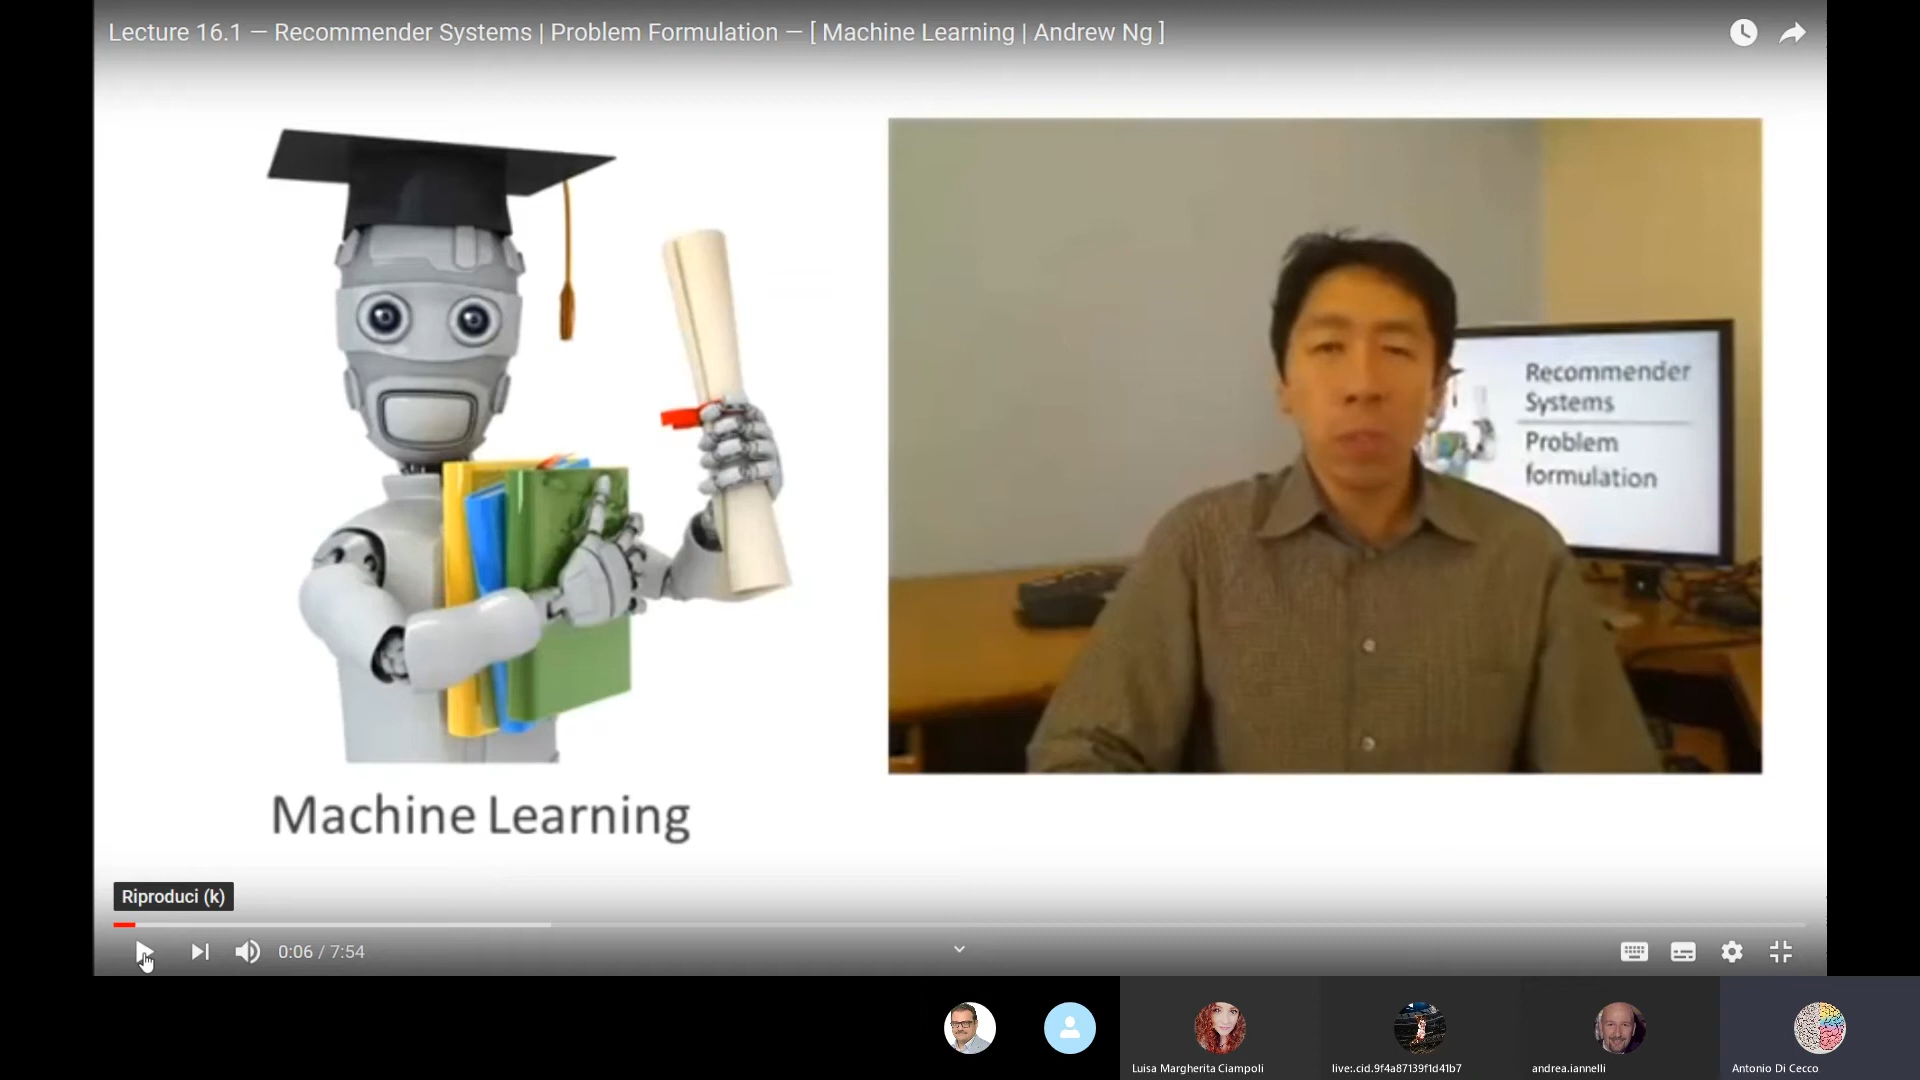 Lecture 16.1 — Recommender Systems | Problem Formulation — [ Machine Learning | Andrew Ng ]
Recommender
Systems
Problem
formulation
Machine Learning
Riproduci (k)
0:06 / 7:54
Luisa Margherita Ciampoli
live:.cid.9f4a87139f1d41b7
andrea.iannelli
Antonio Di Cecco